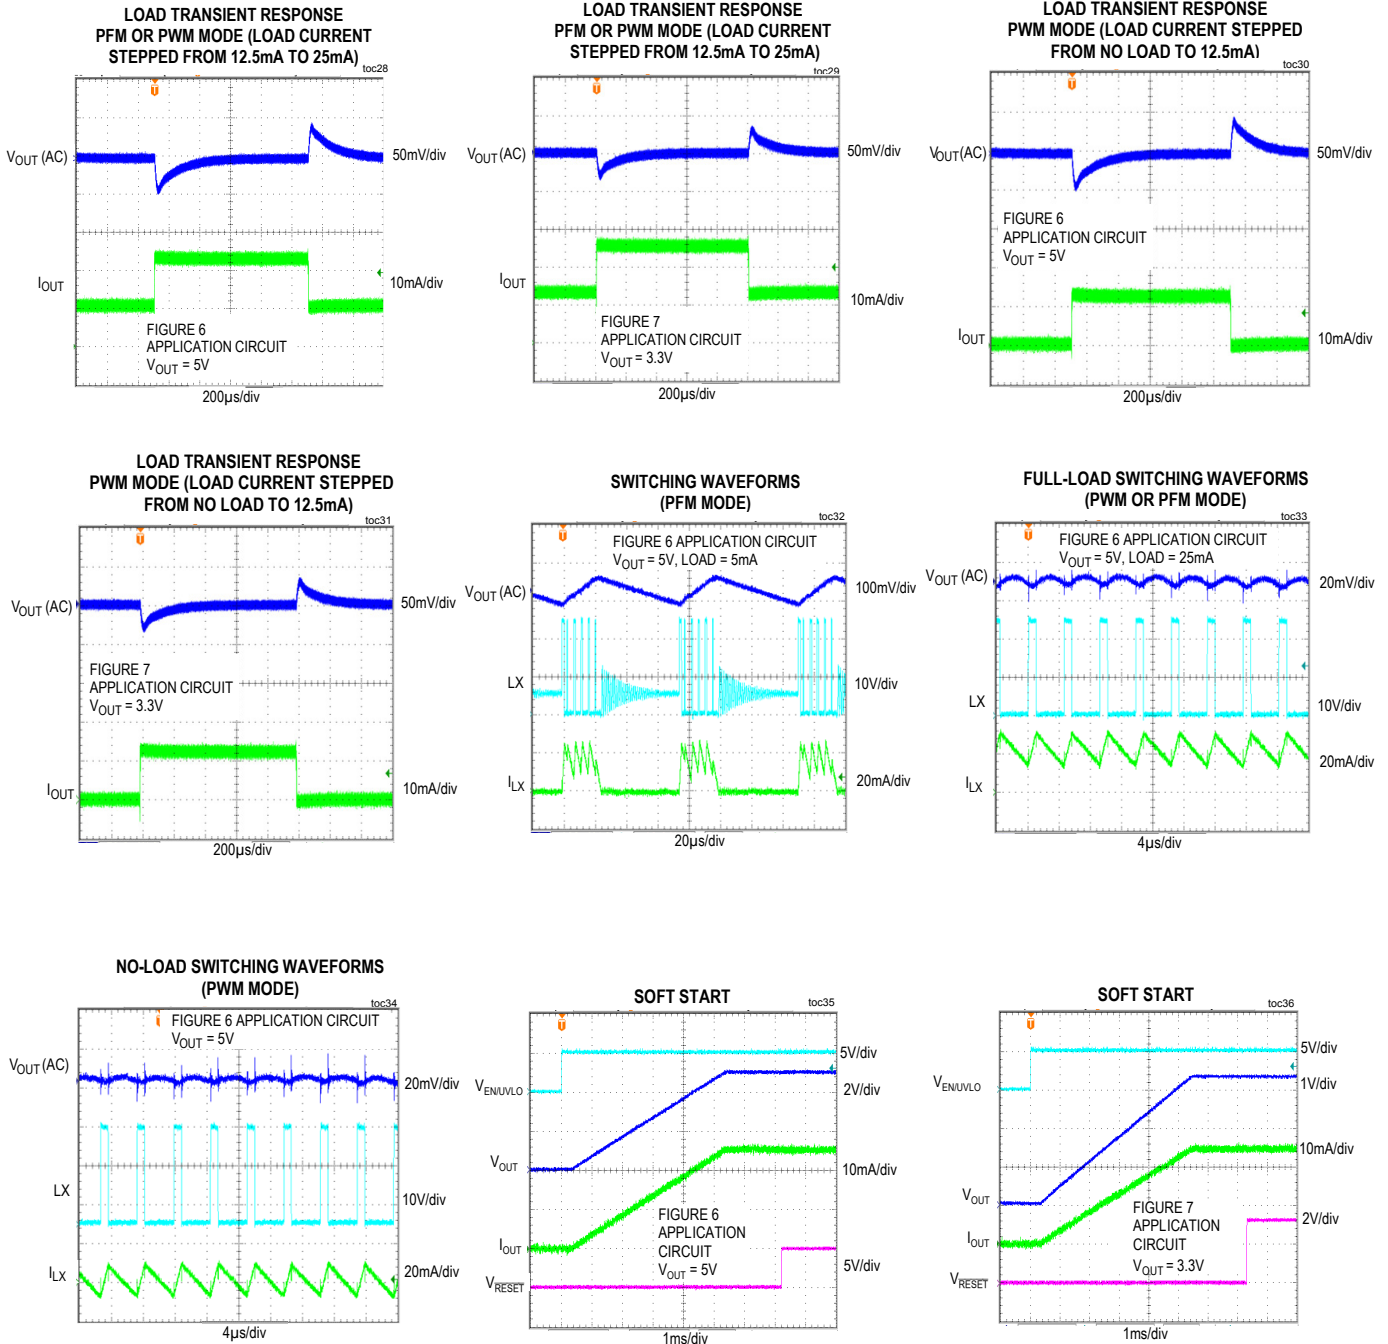 LOAD TRANSIENT RESPONSE
PFM OR PWM MODE (LOAD CURRENT
STEPPED FROM 12.5mA TO 25mA)
toc28
VOUT (AC)
50mV/div
IOUT
10mA/div
FIGURE 6
APPLICATION CIRCUIT
VOUT = 5V
200µs/div
LOAD TRANSIENT RESPONSE
PFM OR PWM MODE (LOAD CURRENT
STEPPED FROM 12.5mA TO 25mA)
toc29
VOUT (AC)
50mV/div
IOUT
10mA/div
FIGURE 7
APPLICATION CIRCUIT
VOUT = 3.3V
200µs/div
LOAD TRANSIENT RESPONSE
PWM MODE (LOAD CURRENT STEPPED
FROM NO LOAD TO 12.5mA)
toc30
VOUT(AC)
50mV/div
FIGURE 6
APPLICATION CIRCUIT
VOUT = 5V
IOUT
10mA/div
200µs/div
LOAD TRANSIENT RESPONSE
PWM MODE (LOAD CURRENT STEPPED
FROM NO LOAD TO 12.5mA)
toc31
VOUT (AC)
50mV/div
FIGURE 7
APPLICATION CIRCUIT
VOUT = 3.3V
IOUT
10mA/div
200µs/div
SWITCHING WAVEFORMS
(PFM MODE)
toc32
FIGURE 6 APPLICATION CIRCUIT
VOUT = 5V, LOAD = 5mA
VOUT (AC)
100mV/div
LX
10V/div
ILX
20mA/div
20µs/div
FULL-LOAD SWITCHING WAVEFORMS
(PWM OR PFM MODE)
toc33
FIGURE 6 APPLICATION CIRCUIT
VOUT = 5V, LOAD = 25mA
VOUT (AC)
20mV/div
LX
10V/div
ILX
20mA/div
4µs/div
NO-LOAD SWITCHING WAVEFORMS
(PWM MODE)
toc34
FIGURE 6 APPLICATION CIRCUIT
VOUT = 5V
VOUT (AC)
20mV/div
LX
10V/div
ILX
20mA/div
4µs/div
SOFT START
toc35
5V/div
VEN/UVLO
2V/div
VOUT
10mA/div
FIGURE 6
APPLICATION
CIRCUIT
VOUT = 5V
IOUT
5V/div
VRESET
1ms/div
SOFT START
toc36
5V/div
VEN/UVLO
1V/div
10mA/div
VOUT
FIGURE 7
APPLICATION
CIRCUIT
VOUT = 3.3V
2V/div
IOUT
VRESET
1ms/div